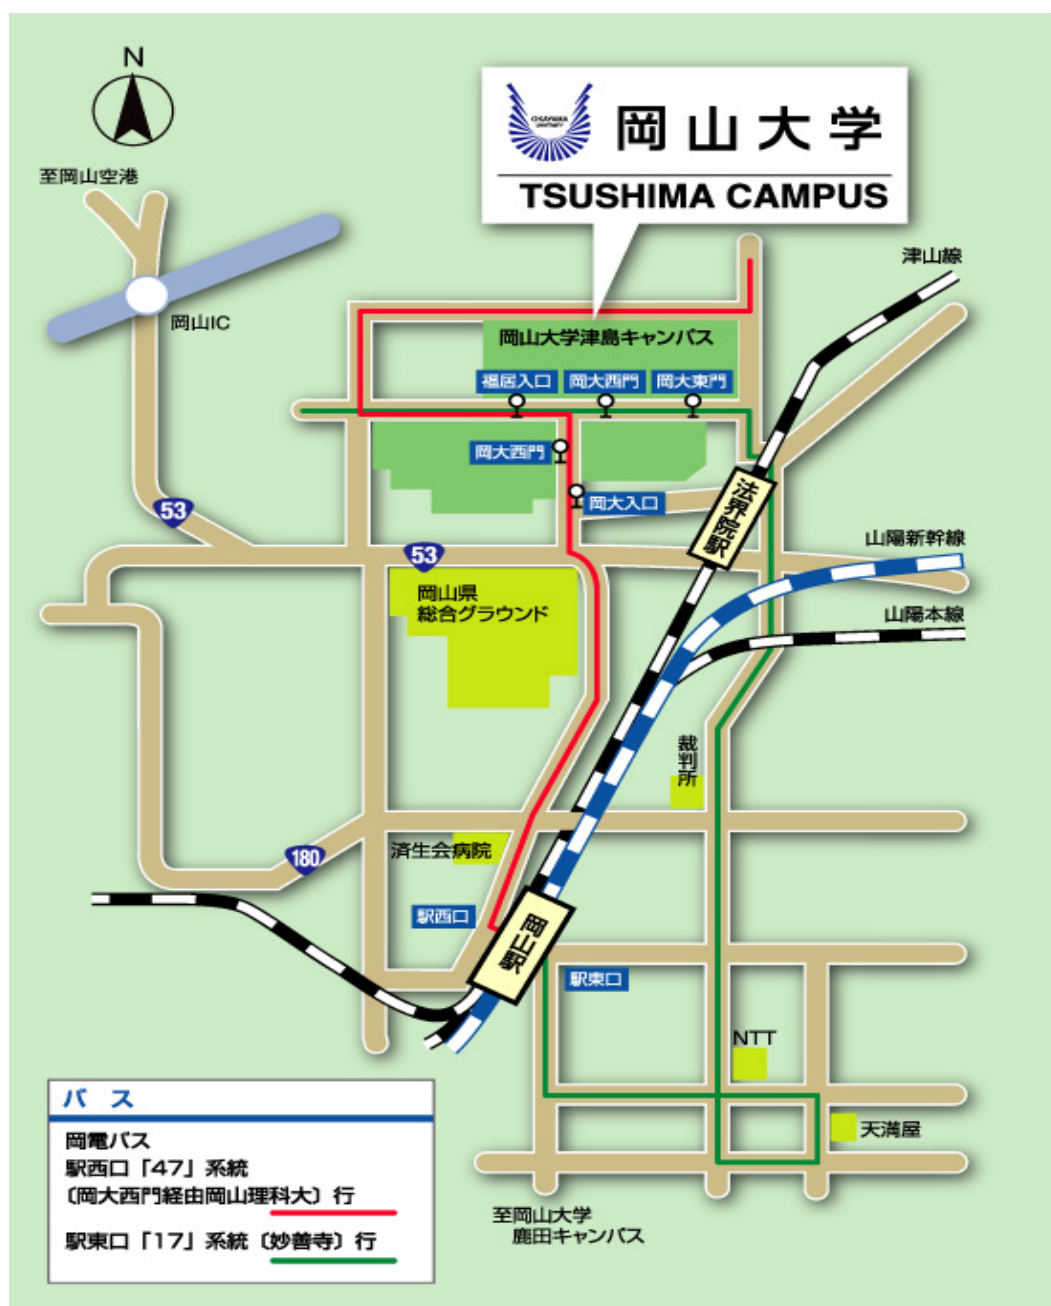 N
至岡山空港
OKAYAMA
UNIVERSITY
岡山大学
TSUSHIMA CAMPUS
津山線
岡山IC
岡山大学津島キャンパス
福居入口
岡大西門
岡大東門
岡大西門
岡大入口
法界院駅
53
53
山陽新幹線
山陽本線
岡山県
総合グラウンド
裁判所
済生会病院
180
駅西口
岡山駅
駅東口
NTT
天満屋
バス
岡電バス
駅西口「47」系統
〔岡大西門経由岡山理科大〕行
駅東口「17」系統〔妙善寺〕行
至岡山大学
鹿田キャンパス